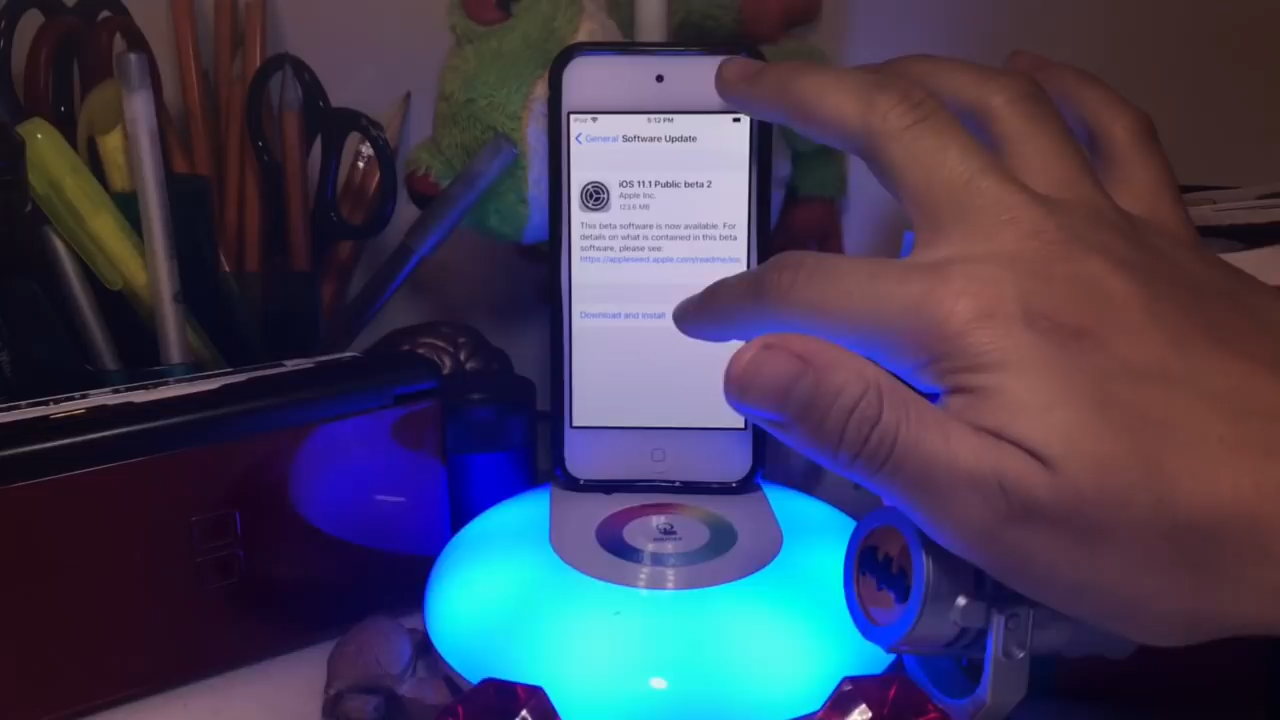 iPod 5:12 PM
General Software Update
iOS 11.1 Public beta 2
Apple Inc.
123.6 MB
This beta software is now available. For
details on what is contained in this beta
software, please see:
https://appleseed.apple.com/readme/ios
Download and Install